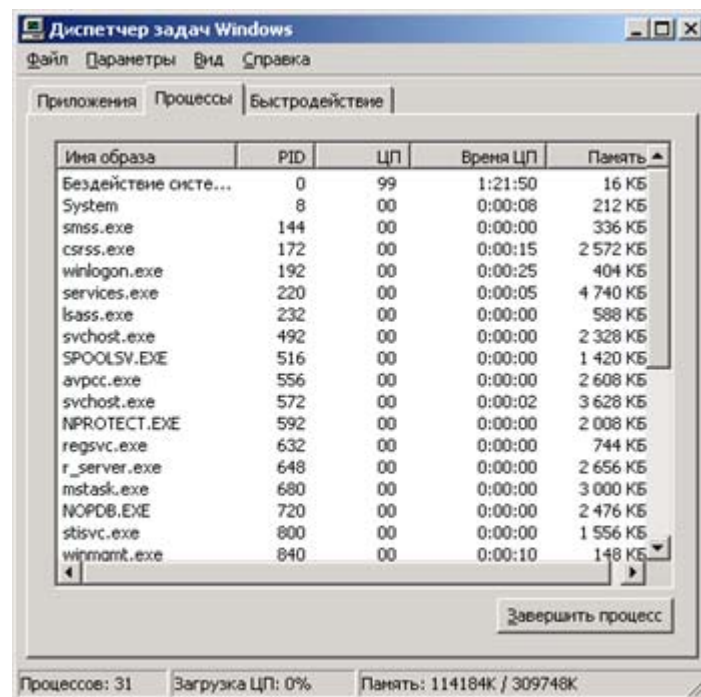 Диспетчер задач Windows
Файл Параметры Вид Справка
Приложения Процессы Быстродействие
Имя образа PID ЦП Время ЦП Память
Бездействие систе... 0 99 1:21:50 16 КБ
System 8 00 0:00:08 212 КБ
smss.exe 144 00 0:00:00 336 КБ
csrss.exe 172 00 0:00:15 2 572 КБ
winlogon.exe 192 00 0:00:25 404 КБ
services.exe 220 00 0:00:05 4 740 КБ
lsass.exe 232 00 0:00:00 588 КБ
svchost.exe 492 00 0:00:00 2 328 КБ
SPOOLSV.EXE 516 00 0:00:00 1 420 КБ
avpcc.exe 556 00 0:00:00 2 608 КБ
svchost.exe 572 00 0:00:02 3 628 КБ
NPROTECT.EXE 592 00 0:00:00 2 008 КБ
regsvc.exe 632 00 0:00:00 744 КБ
r_server.exe 648 00 0:00:00 2 656 КБ
mstask.exe 680 00 0:00:00 3 000 КБ
NOPDB.EXE 720 00 0:00:00 2 476 КБ
stisvc.exe 800 00 0:00:00 1 556 КБ
winmgmt.exe 840 00 0:00:10 148 КБ
Завершить процесс
Процессов: 31 Загрузка ЦП: 0% Память: 114184K / 309748K